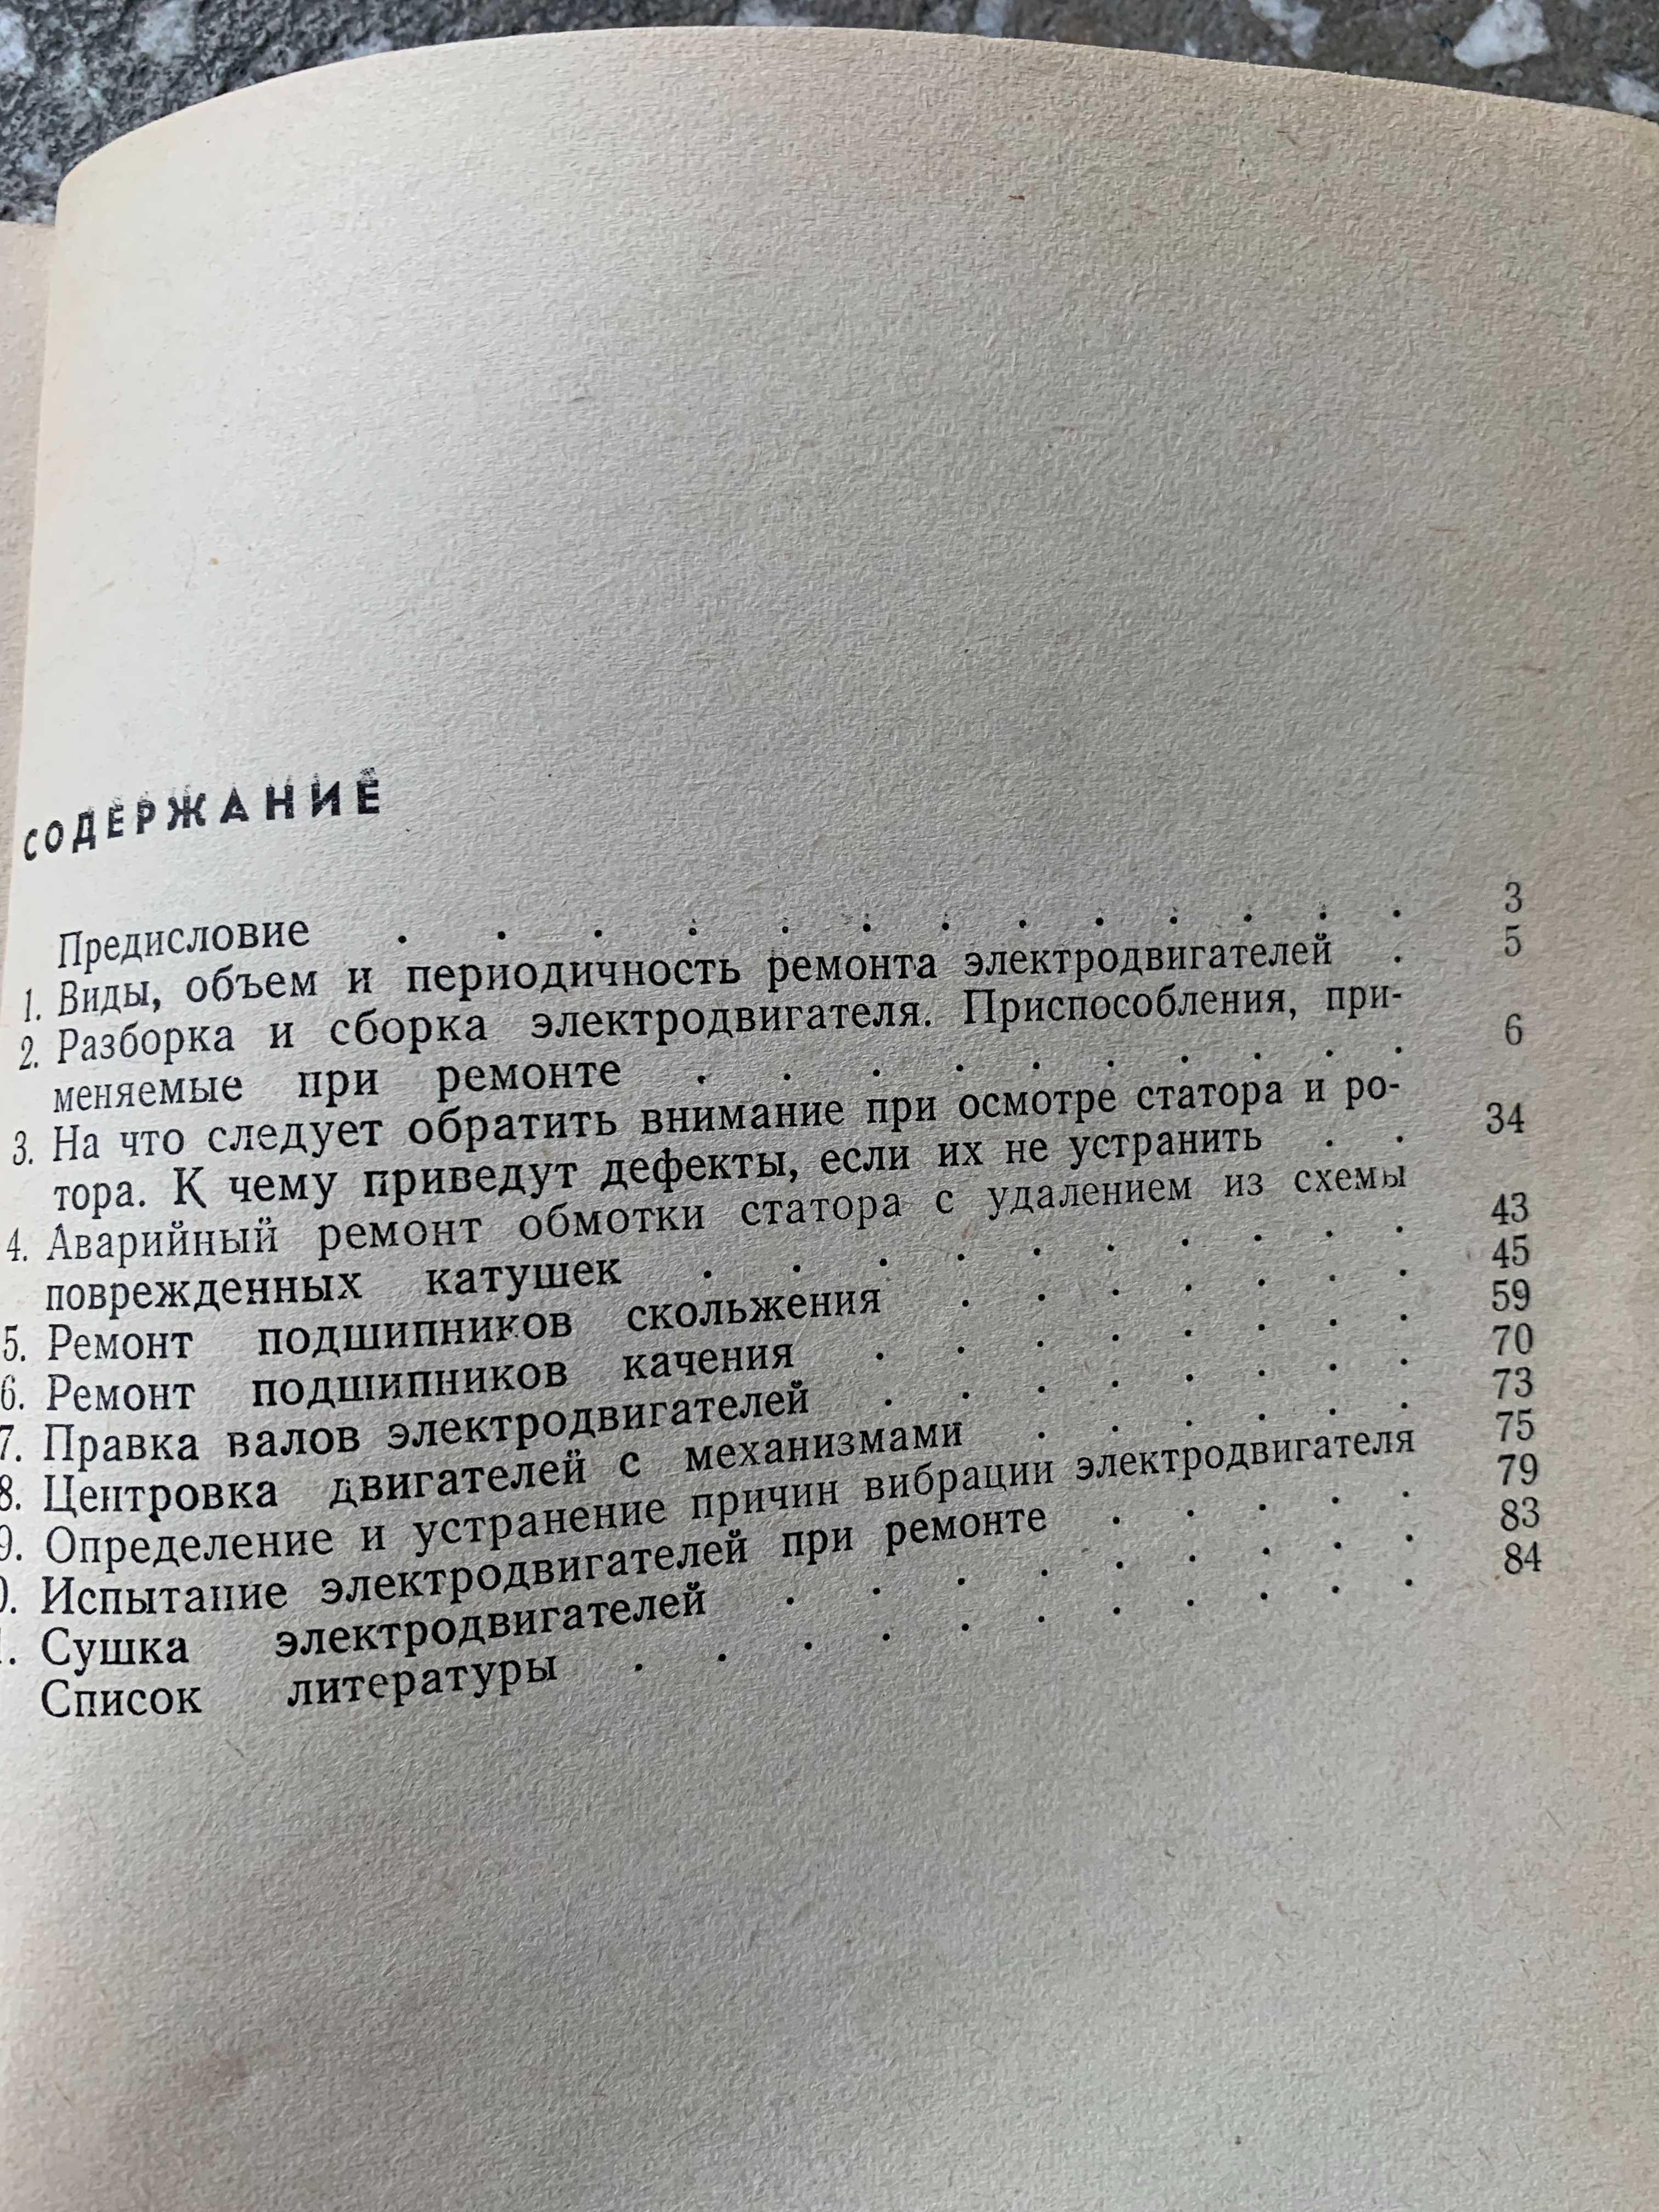 СОДЕРЖАНИЕ
Предисловие . . . . . . . . . . . . . 3
1. Виды, объем и периодичность ремонта электродвигателей . 5
2. Разборка и сборка электродвигателя. Приспособления, при-
меняемые при ремонте . . . . . . . . . 6
3. На что следует обратить внимание при осмотре статора и ро-
тора. К чему приведут дефекты, если их не устранить . . 34
4. Аварийный ремонт обмотки статора с удалением из схемы
поврежденных катушек . . . . . . . . . 43
5. Ремонт подшипников скольжения . . . . . . 45
6. Ремонт подшипников качения . . . . . . . 59
7. Правка валов электродвигателей . . . . . . . 70
8. Центровка двигателей с механизмами . . . . . 73
9. Определение и устранение причин вибрации электродвигателя 75
0. Испытание электродвигателей при ремонте . . . . 79
. Сушка электродвигателей . . . . . . . . 83
Список литературы . . . . . . . . . . 84